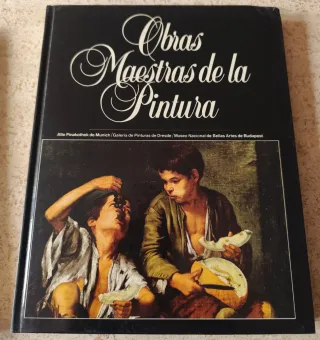 Obras
Maestras de la
Pintura
Alte Pinakothek de Munich / Galería de Pinturas de Dresde / Museo Nacional de Bellas Artes de Budapest